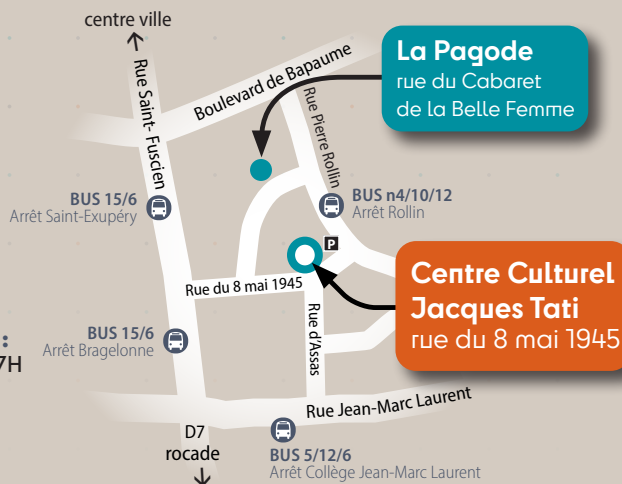 centre ville
Rue Saint- Fuscien
Boulevard de Bapaume
La Pagode
rue du Cabaret
de la Belle Femme
Rue Pierre Rollin
BUS 15/6
Arrêt Saint-Exupéry
BUS n4/10/12
Arrêt Rollin
P
Rue du 8 mai 1945
Centre Culturel
Jacques Tati
rue du 8 mai 1945
:
7H
BUS 15/6
Arrêt Bragelonne
Rue d'Assas
Rue Jean-Marc Laurent
D7
rocade
BUS 5/12/6
Arrêt Collège Jean-Marc Laurent